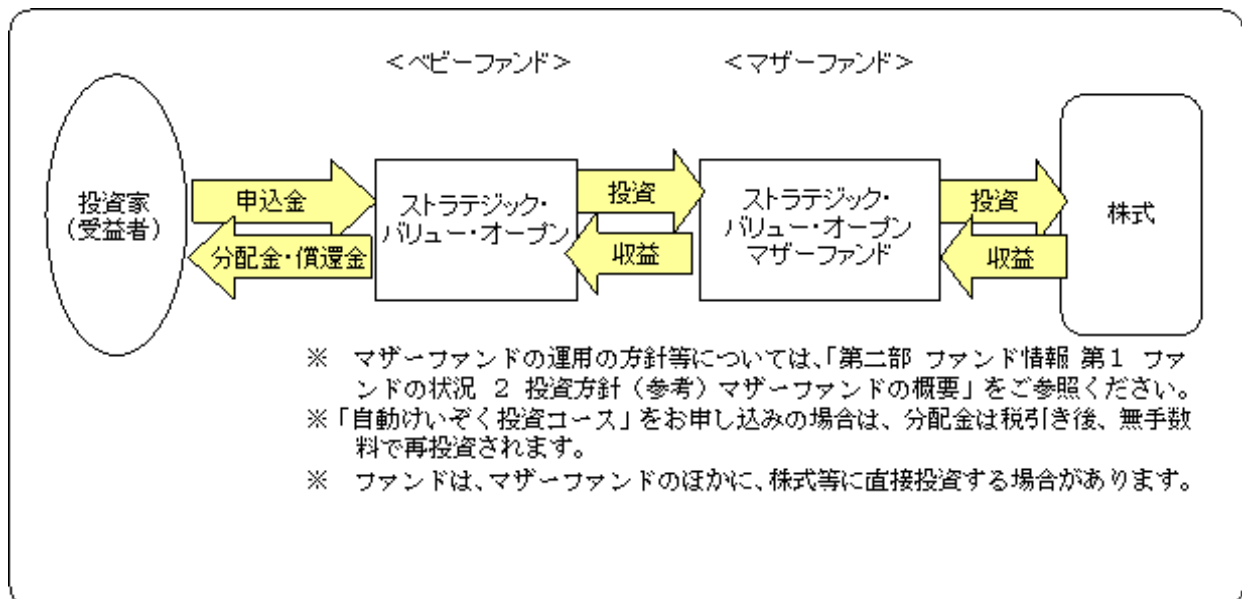 <ベビーファンド>
<マザーファンド>
投資家
(受益者)
申込金
分配金・償還金
ストラテジック・
バリュー・オープン
投資
収益
ストラテジック・
バリュー・オープン
マザーファンド
投資
収益
株式
※ マザーファンドの運用の方針等については、「第二部 ファンド情報 第1 ファ
ンドの状況 2 投資方針(参考)マザーファンドの概要」をご参照ください。
※「自動けいぞく投資コース」をお申し込みの場合は、分配金は税引き後、無手数
料で再投資されます。
※ ファンドは、マザーファンドのほかに、株式等に直接投資する場合があります。